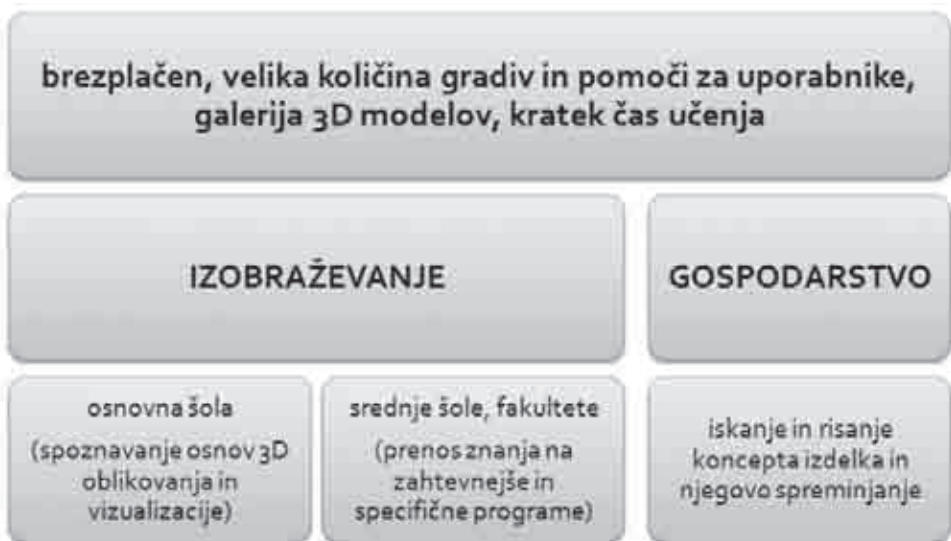 brezplačen, velika količina gradiv in pomoči za uporabnike,
galerija 3D modelov, kratek čas učenja
IZOBRAŽEVANJE
GOSPODARSTVO
osnovna šola
(spoznavanje osnov 3D
oblikovanja in
vizualizacije)
srednje šole, fakultete
(prenos znanja na
zahtevnejše in
specifične programe)
iskanje in risanje
koncepta izdelka in
njegovo spreminjanje